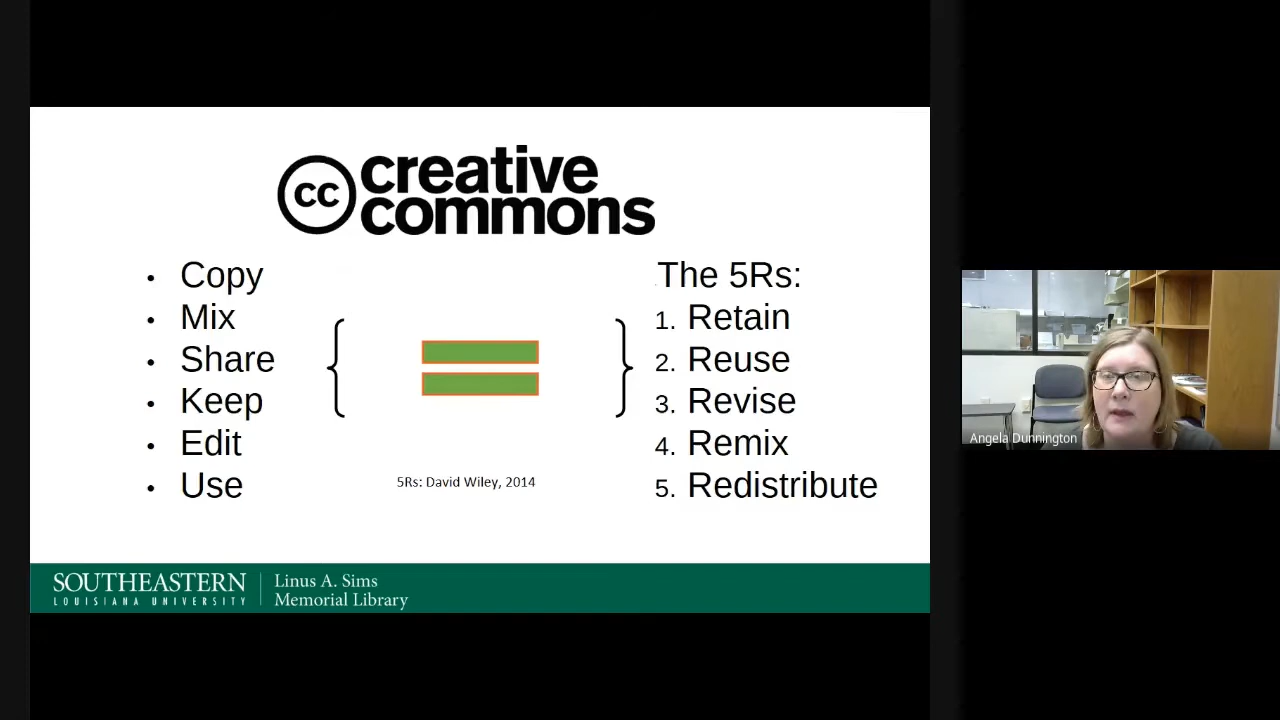 cc creative
commons
• Copy
• Mix
• Share
• Keep
• Edit
• Use
5Rs: David Wiley, 2014
The 5Rs:
1. Retain
2. Reuse
3. Revise
4. Remix
5. Redistribute
SOUTHEASTERN
LOUISIANA UNIVERSITY
Linus A. Sims
Memorial Library
Angela Dunnington